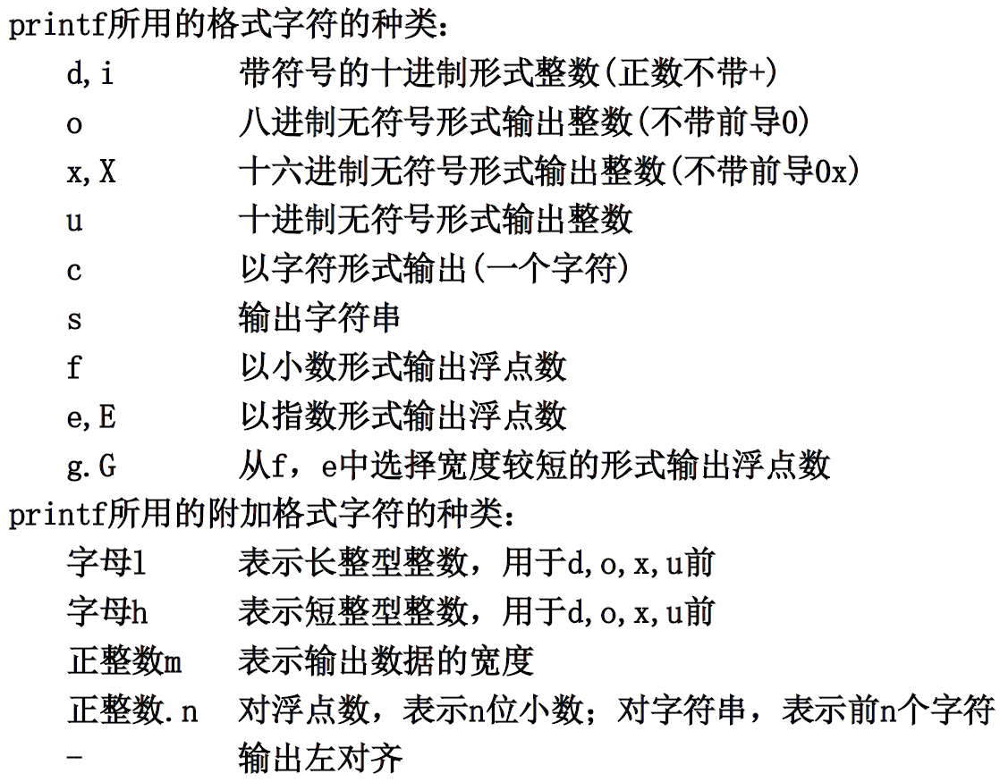 printf所用的格式字符的种类:
d,i 带符号的十进制形式整数(正数不带+)
o 八进制无符号形式输出整数(不带前导0)
x,X 十六进制无符号形式输出整数(不带前导0x)
u 十进制无符号形式输出整数
c 以字符形式输出(一个字符)
s 输出字符串
f 以小数形式输出浮点数
e,E 以指数形式输出浮点数
g.G 从f，e中选择宽度较短的形式输出浮点数
printf所用的附加格式字符的种类:
字母l 表示长整型整数，用于d,o,x,u前
字母h 表示短整型整数，用于d,o,x,u前
正整数m 表示输出数据的宽度
正整数.n 对浮点数，表示n位小数；对字符串，表示前n个字符
- 输出左对齐